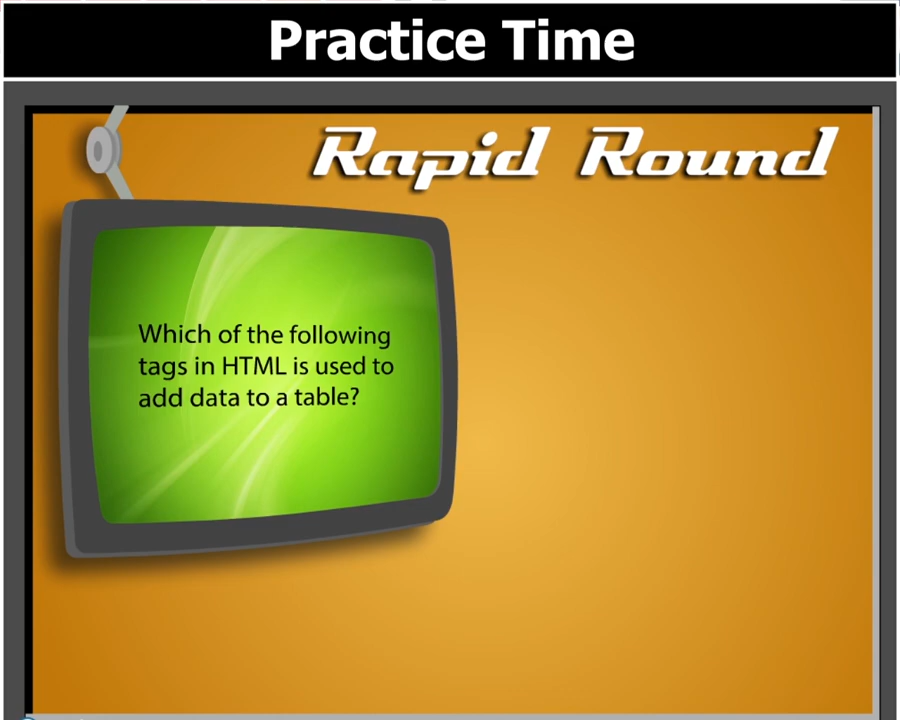 Practice Time
Rapid Round
Which of the following
tags in HTML is used to
add data to a table?